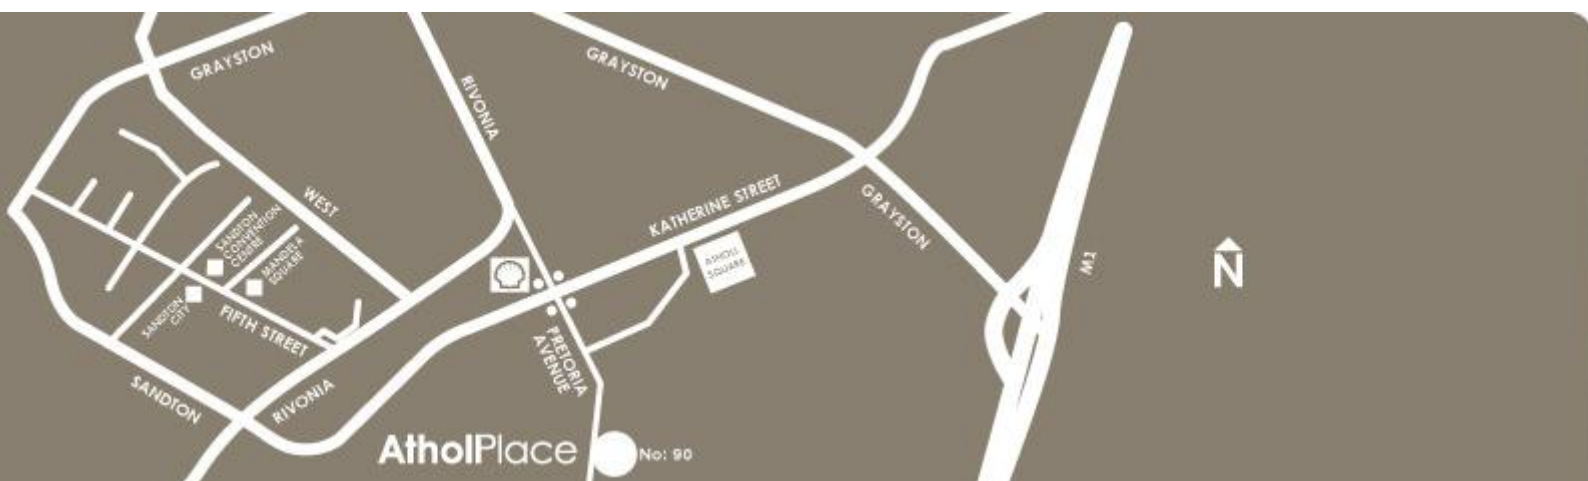 GRAYSTON
GRAYSTON
RIVONIA
WEST
KATHERINE STREET
GRAYSTON
SANDTON
CONVENTION
CENTRE
MANDELA
SQUARE
ATHOLL
SQUARE
M1
N
SANDTON
CITY
FIFTH STREET
PRETORIA
AVENUE
SANDTON
RIVONIA
AtholPlace
No: 90